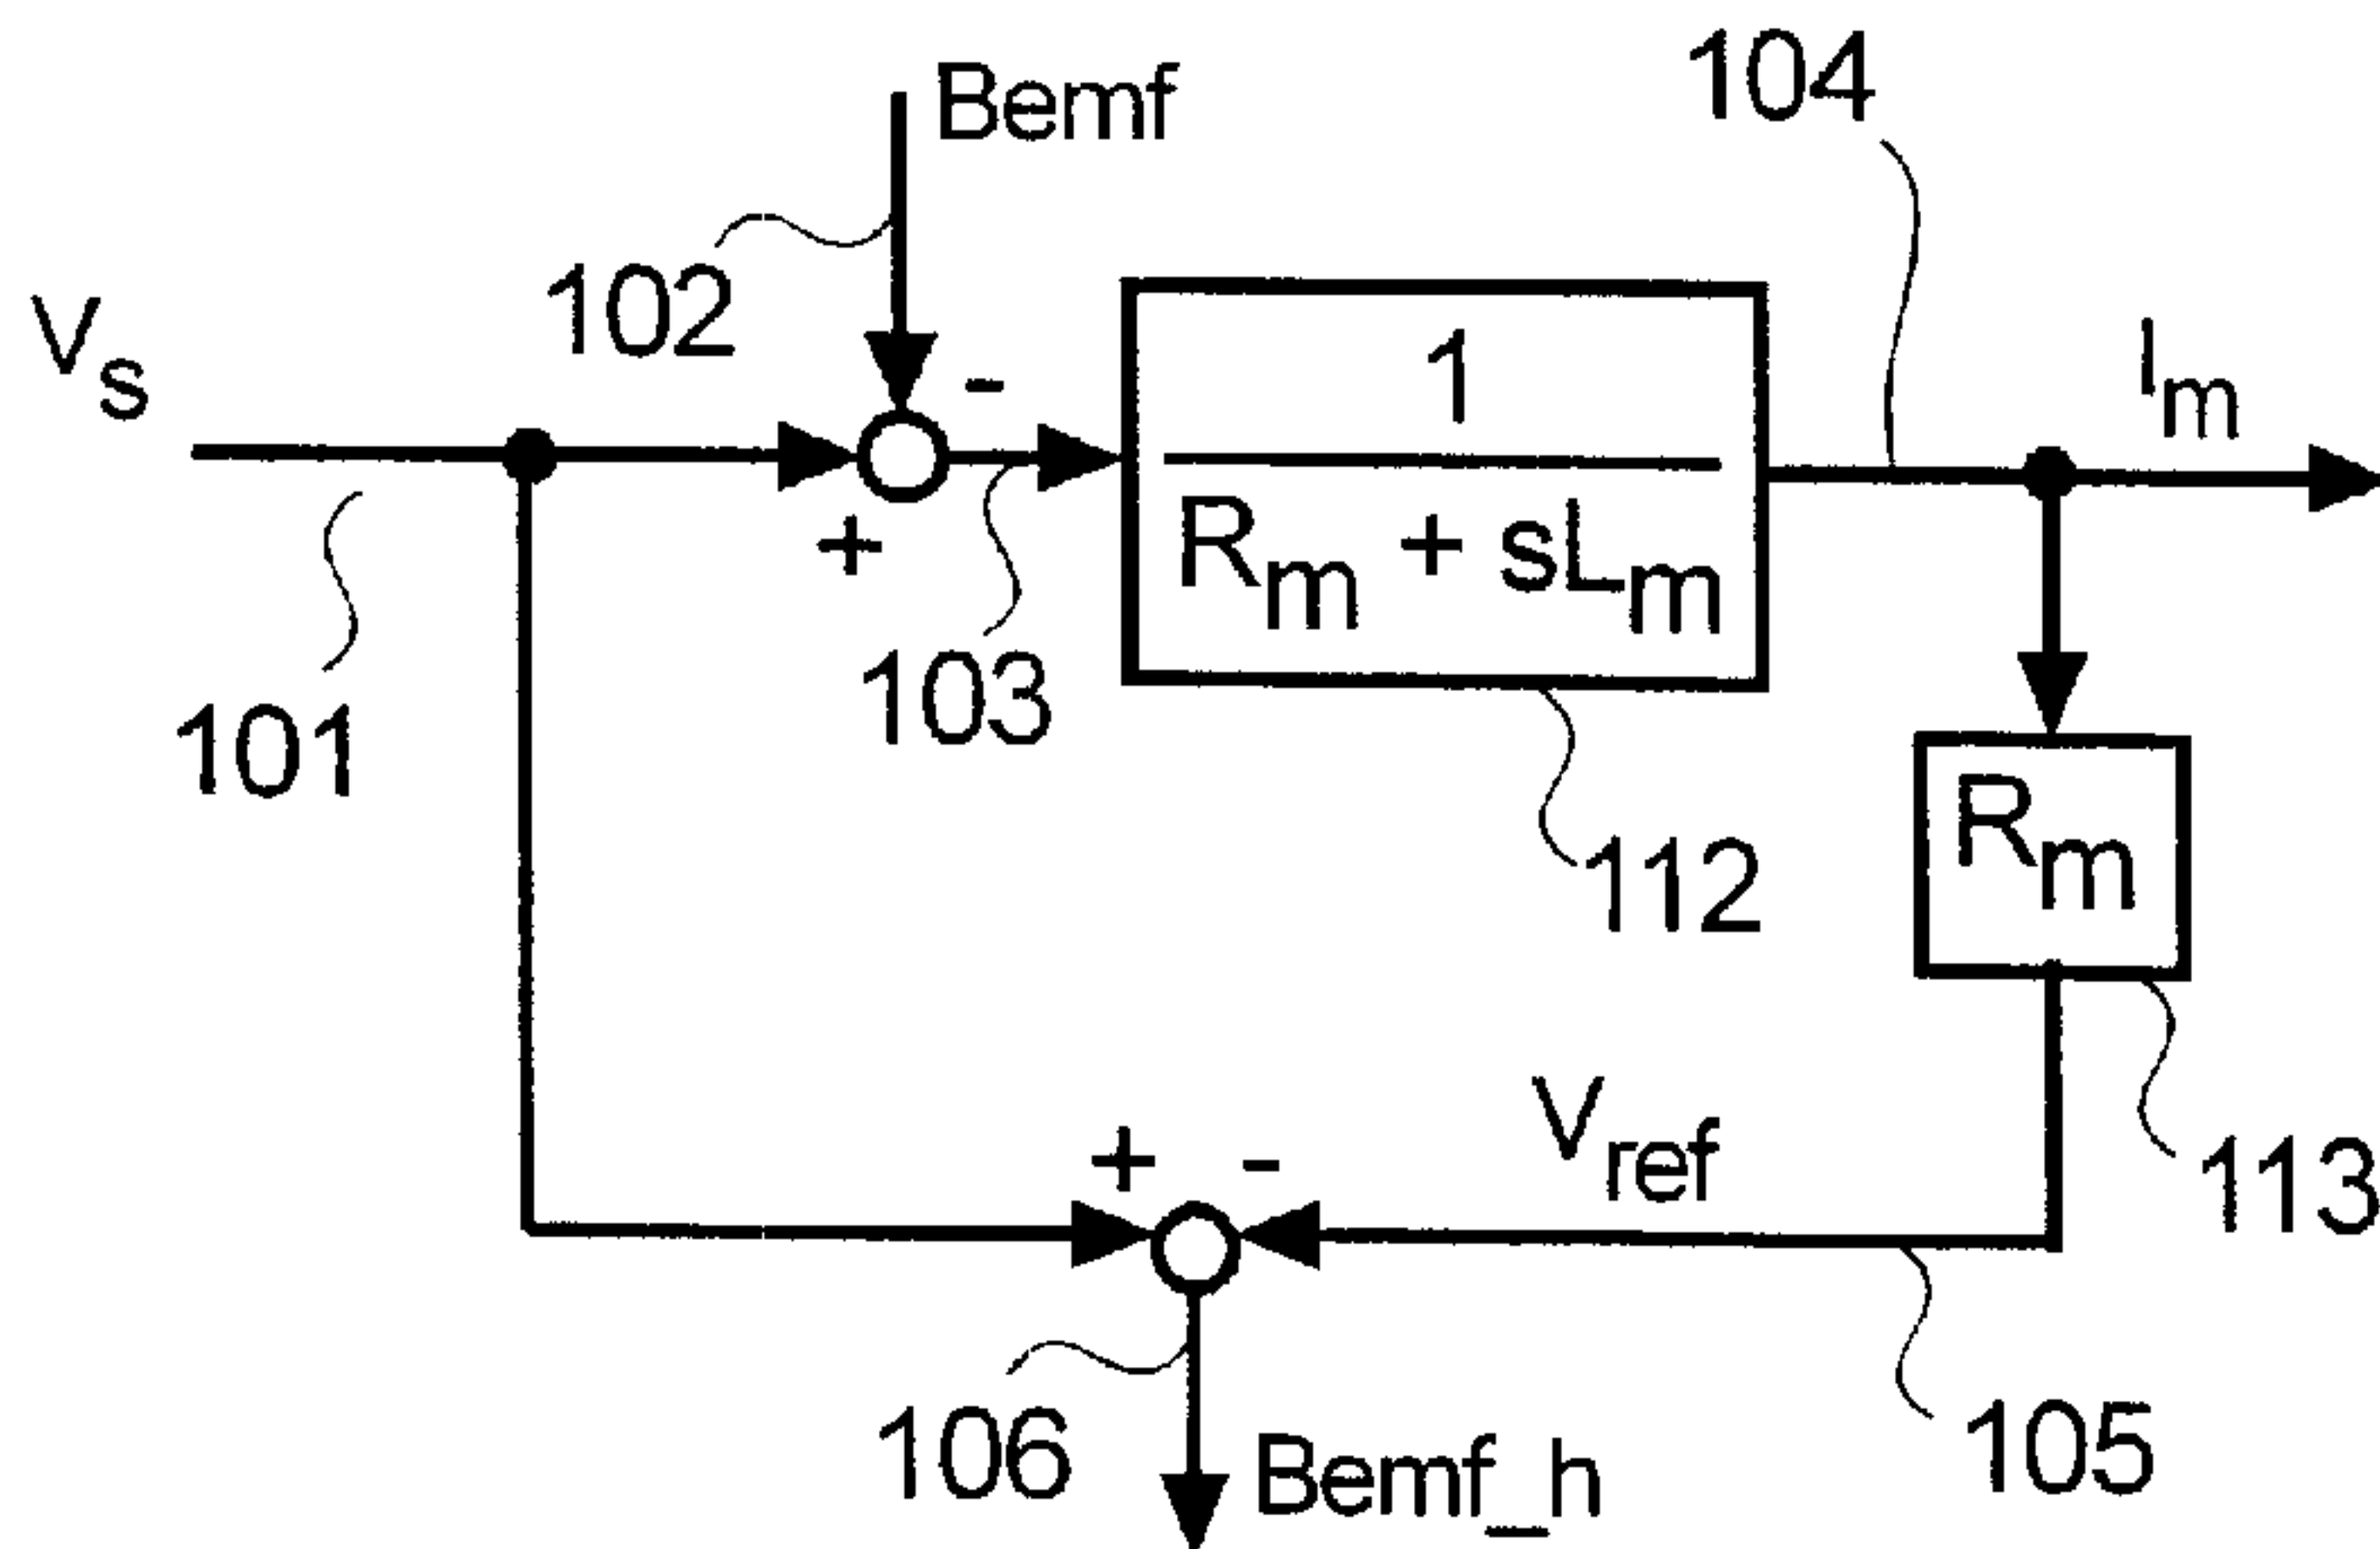 104
Bemf
102
Vs
Im
-
1
Rm + sLm
+
103
101
Rm
112
Vref
+ -
113
106
Bemf_h
105